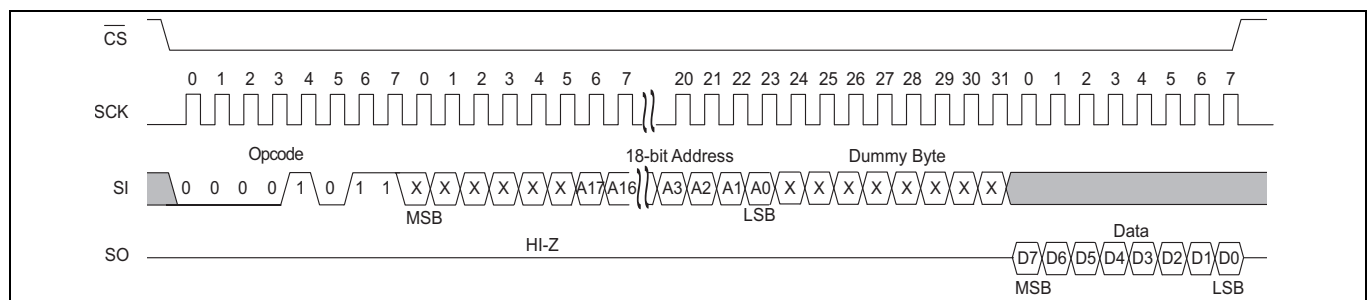 CS
0 1 2 3 4 5 6 7 0 1 2 3 4 5 6 7 20 21 22 23 24 25 26 27 28 29 30 31 0 1 2 3 4 5 6 7
SCK
Opcode 18-bit Address Dummy Byte
SI 0 0 0 0 1 0 1 1 X X X X X X A17 A16 A3 A2 A1 A0 X X X X X X X X
MSB LSB
HI-Z Data
SO D7 D6 D5 D4 D3 D2 D1 D0
MSB LSB